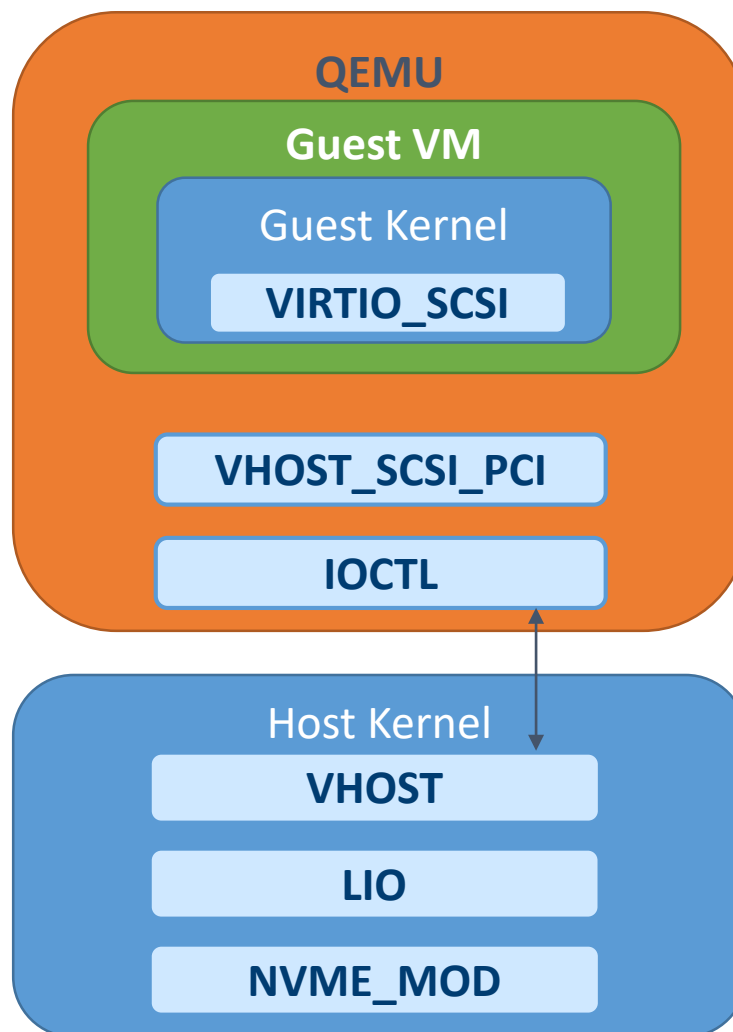 QEMU
Guest VM
Guest Kernel
VIRTIO_SCSI
VHOST_SCSI_PCI
IOCTL
Host Kernel
VHOST
LIO
NVME_MOD